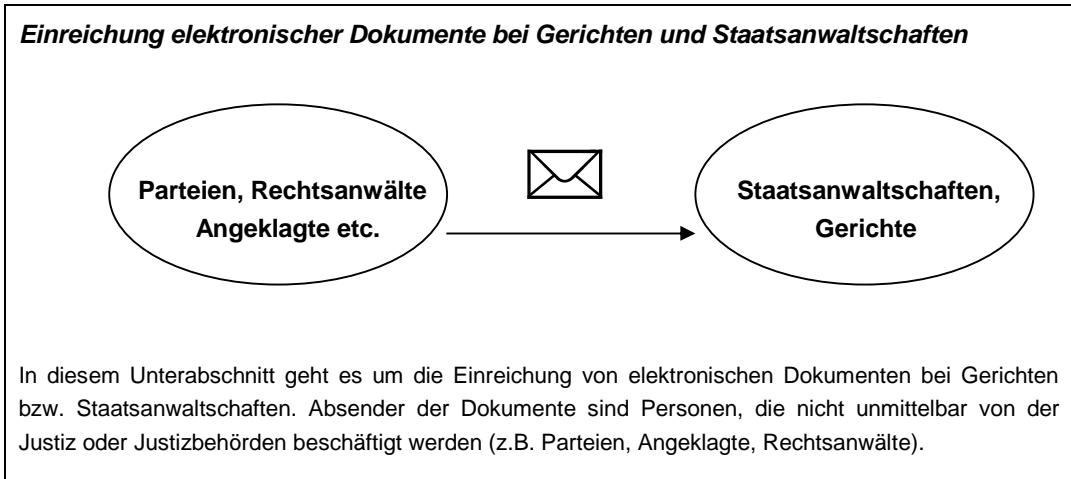 Einreichung elektronischer Dokumente bei Gerichten und Staatsanwaltschaften
Parteien, Rechtsanwälte
Angeklagte etc.
Staatsanwaltschaften,
Gerichte
In diesem Unterabschnitt geht es um die Einreichung von elektronischen Dokumenten bei Gerichten
bzw. Staatsanwaltschaften. Absender der Dokumente sind Personen, die nicht unmittelbar von der
Justiz oder Justizbehörden beschäftigt werden (z.B. Parteien, Angeklagte, Rechtsanwälte).